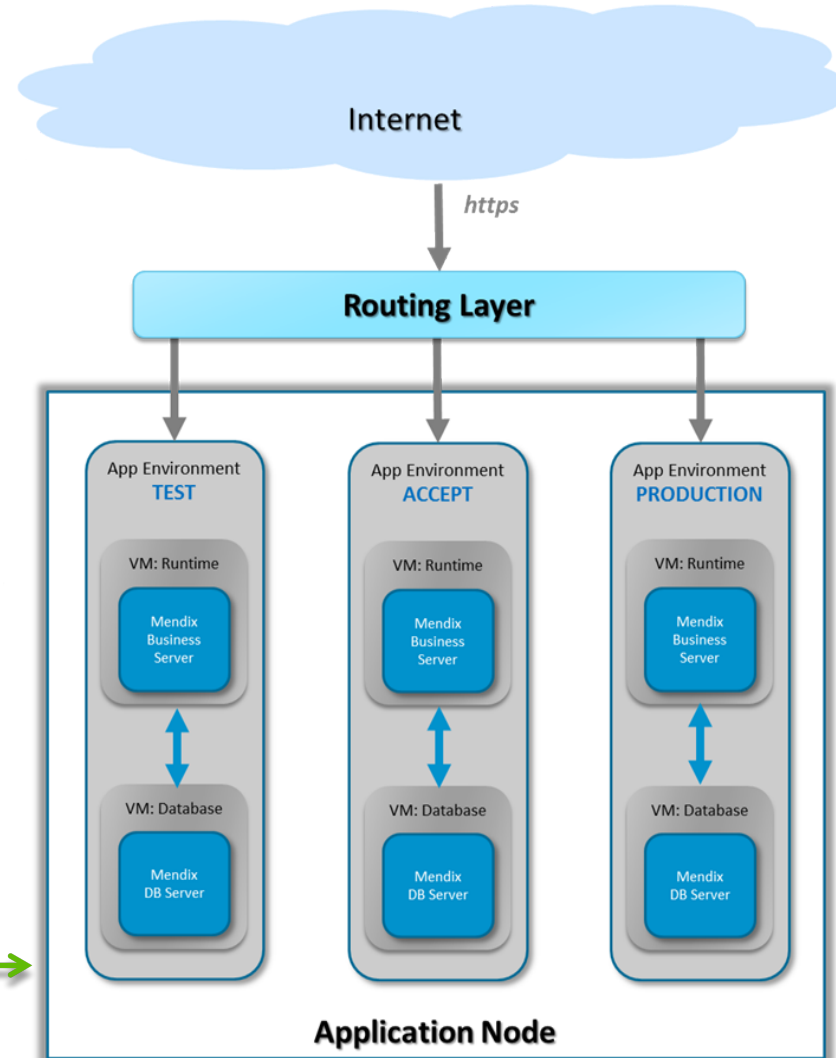 Internet
https
Routing Layer
App Environment
TEST
VM: Runtime
Mendix
Business
Server
VM: Database
Mendix
DB Server
App Environment
ACCEPT
VM: Runtime
Mendix
Business
Server
VM: Database
Mendix
DB Server
App Environment
PRODUCTION
VM: Runtime
Mendix
Business
Server
VM: Database
Mendix
DB Server
Application Node